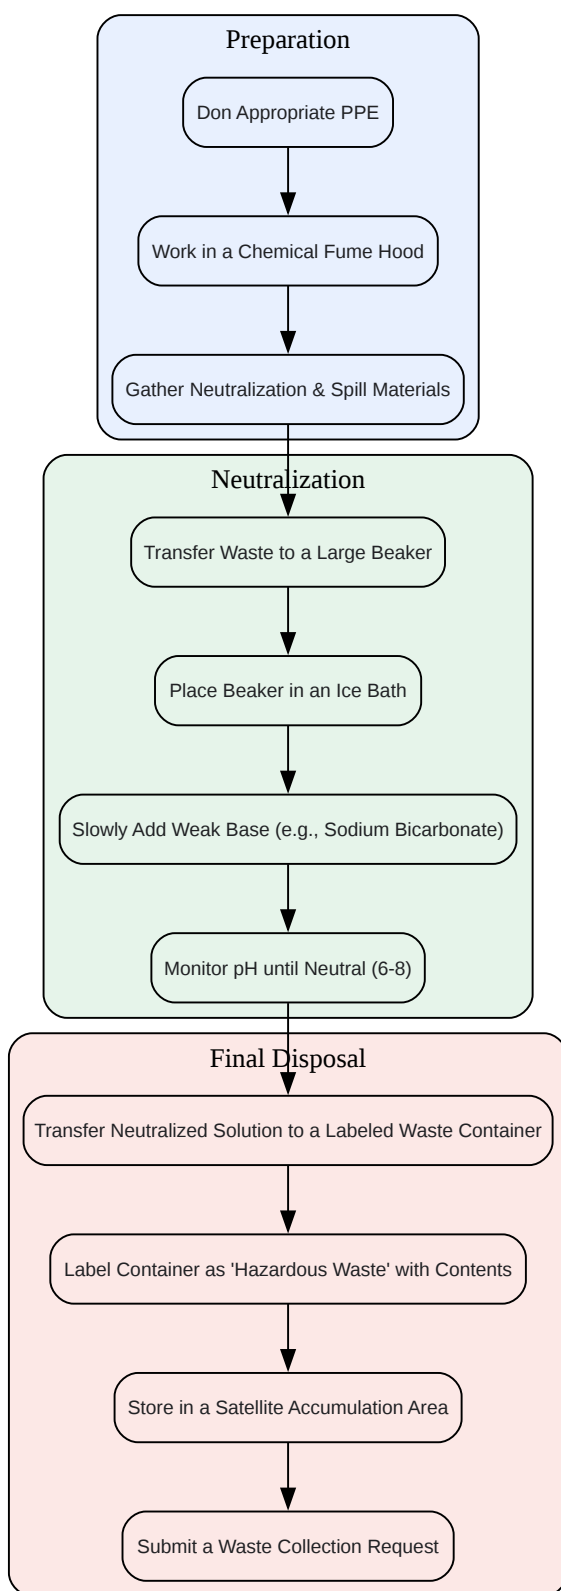 Preparation
Don Appropriate PPE
Work in a Chemical Fume Hood
Gather Neutralization & Spill Materials
Neutralization
Transfer Waste to a Large Beaker
Place Beaker in an Ice Bath
Slowly Add Weak Base (e.g., Sodium Bicarbonate)
Monitor pH until Neutral (6-8)
Final Disposal
Transfer Neutralized Solution to a Labeled Waste Container
Label Container as 'Hazardous Waste' with Contents
Store in a Satellite Accumulation Area
Submit a Waste Collection Request